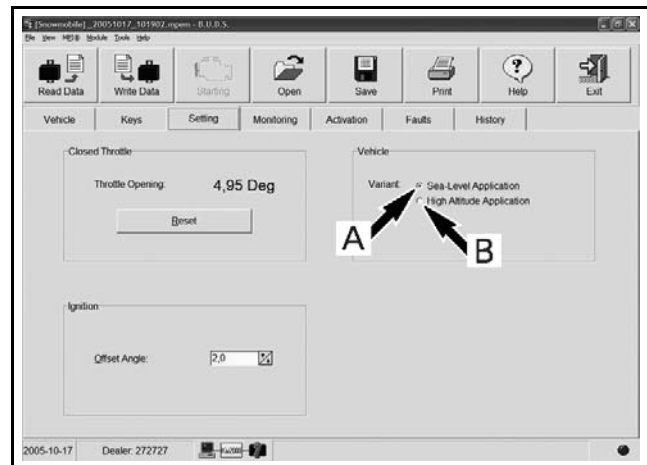 [Snowmobile] _20051017_101902.mpem - B.U.D.S.
File View MPEM Module Tools Help
Read Data Write Data Starting Open Save Print Help Exit
Vehicle Keys Setting Monitoring Activation Faults History
Closed Throttle
Throttle Opening: 4,95 Deg
Reset
Vehicle
Variant: Sea-Level Application
High Altitude Application
A
B
Ignition
Offset Angle: 2,0
2005-10-17 Dealer: 272727 Kw2000